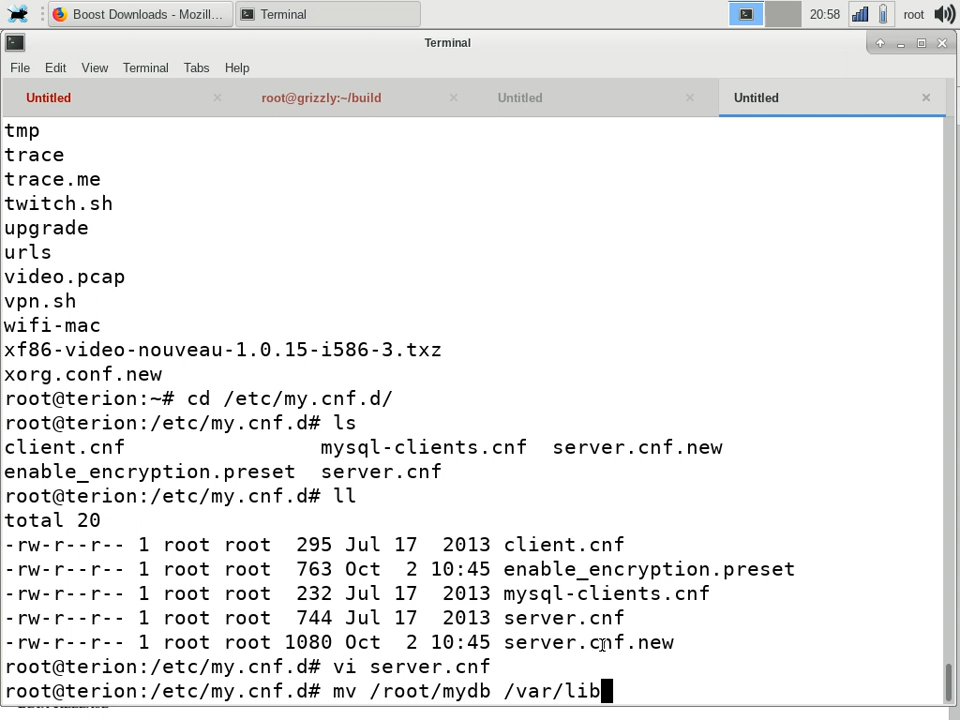 Boost Downloads - Mozill...
Terminal
20:58
root
Terminal
File Edit View Terminal Tabs Help
Untitled
root@grizzly:~/build
Untitled
Untitled
tmp
trace
trace.me
twitch.sh
upgrade
urls
video.pcap
vpn.sh
wifi-mac
xf86-video-nouveau-1.0.15-i586-3.txz
xorg.conf.new
root@terion:~# cd /etc/my.cnf.d/
root@terion:/etc/my.cnf.d# ls
client.cnf mysql-clients.cnf server.cnf.new
enable_encryption.preset server.cnf
root@terion:/etc/my.cnf.d# ll
total 20
-rw-r--r-- 1 root root 295 Jul 17 2013 client.cnf
-rw-r--r-- 1 root root 763 Oct 2 10:45 enable_encryption.preset
-rw-r--r-- 1 root root 232 Jul 17 2013 mysql-clients.cnf
-rw-r--r-- 1 root root 744 Jul 17 2013 server.cnf
-rw-r--r-- 1 root root 1080 Oct 2 10:45 server.cnf.new
root@terion:/etc/my.cnf.d# vi server.cnf
root@terion:/etc/my.cnf.d# mv /root/mydb /var/lib